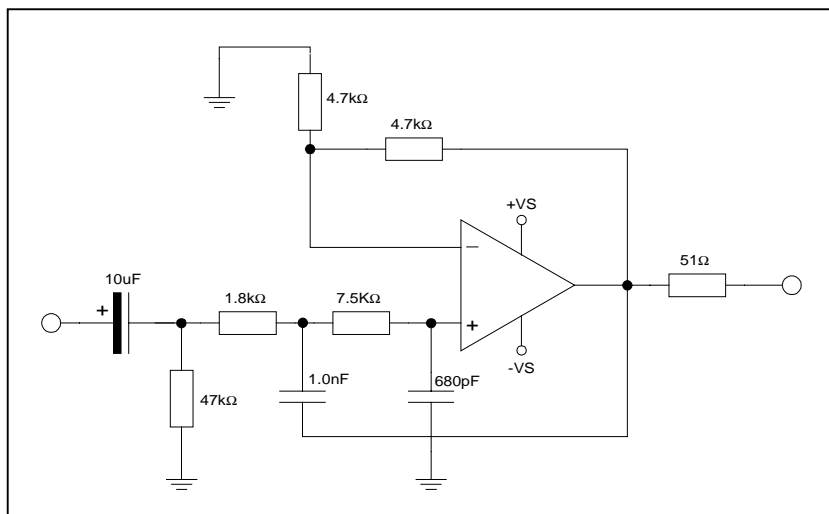 4.7kΩ
4.7kΩ
+VS
−
51Ω
10uF
+
1.8kΩ
7.5KΩ
+
-VS
1.0nF
680pF
47kΩ